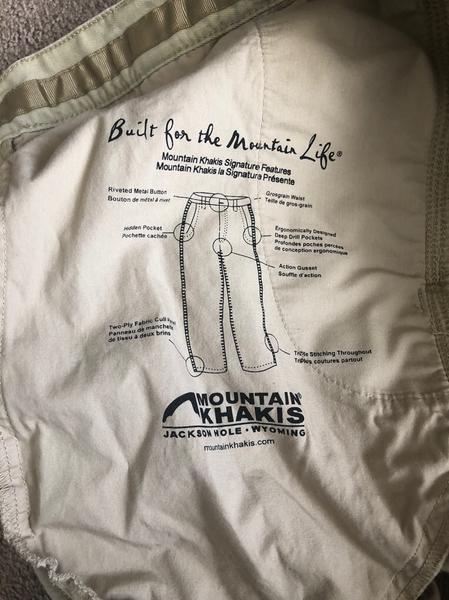 Built for the Mountain Life®
Mountain Khakis Signature Features
Mountain Khakis la Signature Présente
Riveted Metal Button
Bouton de métal à rivet
Grosgrain Waist
Taille de gros-grain
Hidden Pocket
Pochette cachée
Ergonomically Designed
Deep Drill Pockets
Profondes poches percées
de conception ergonomique
Action Gusset
Souffle d'action
Two-Ply Fabric Cuff
Panneau de manchete
de tissu à deux brins
Triple Stitching Throughout
Triples coutures partout
MOUNTAIN
KHAKIS
JACKSON HOLE • WYOMING
mountainkhakis.com